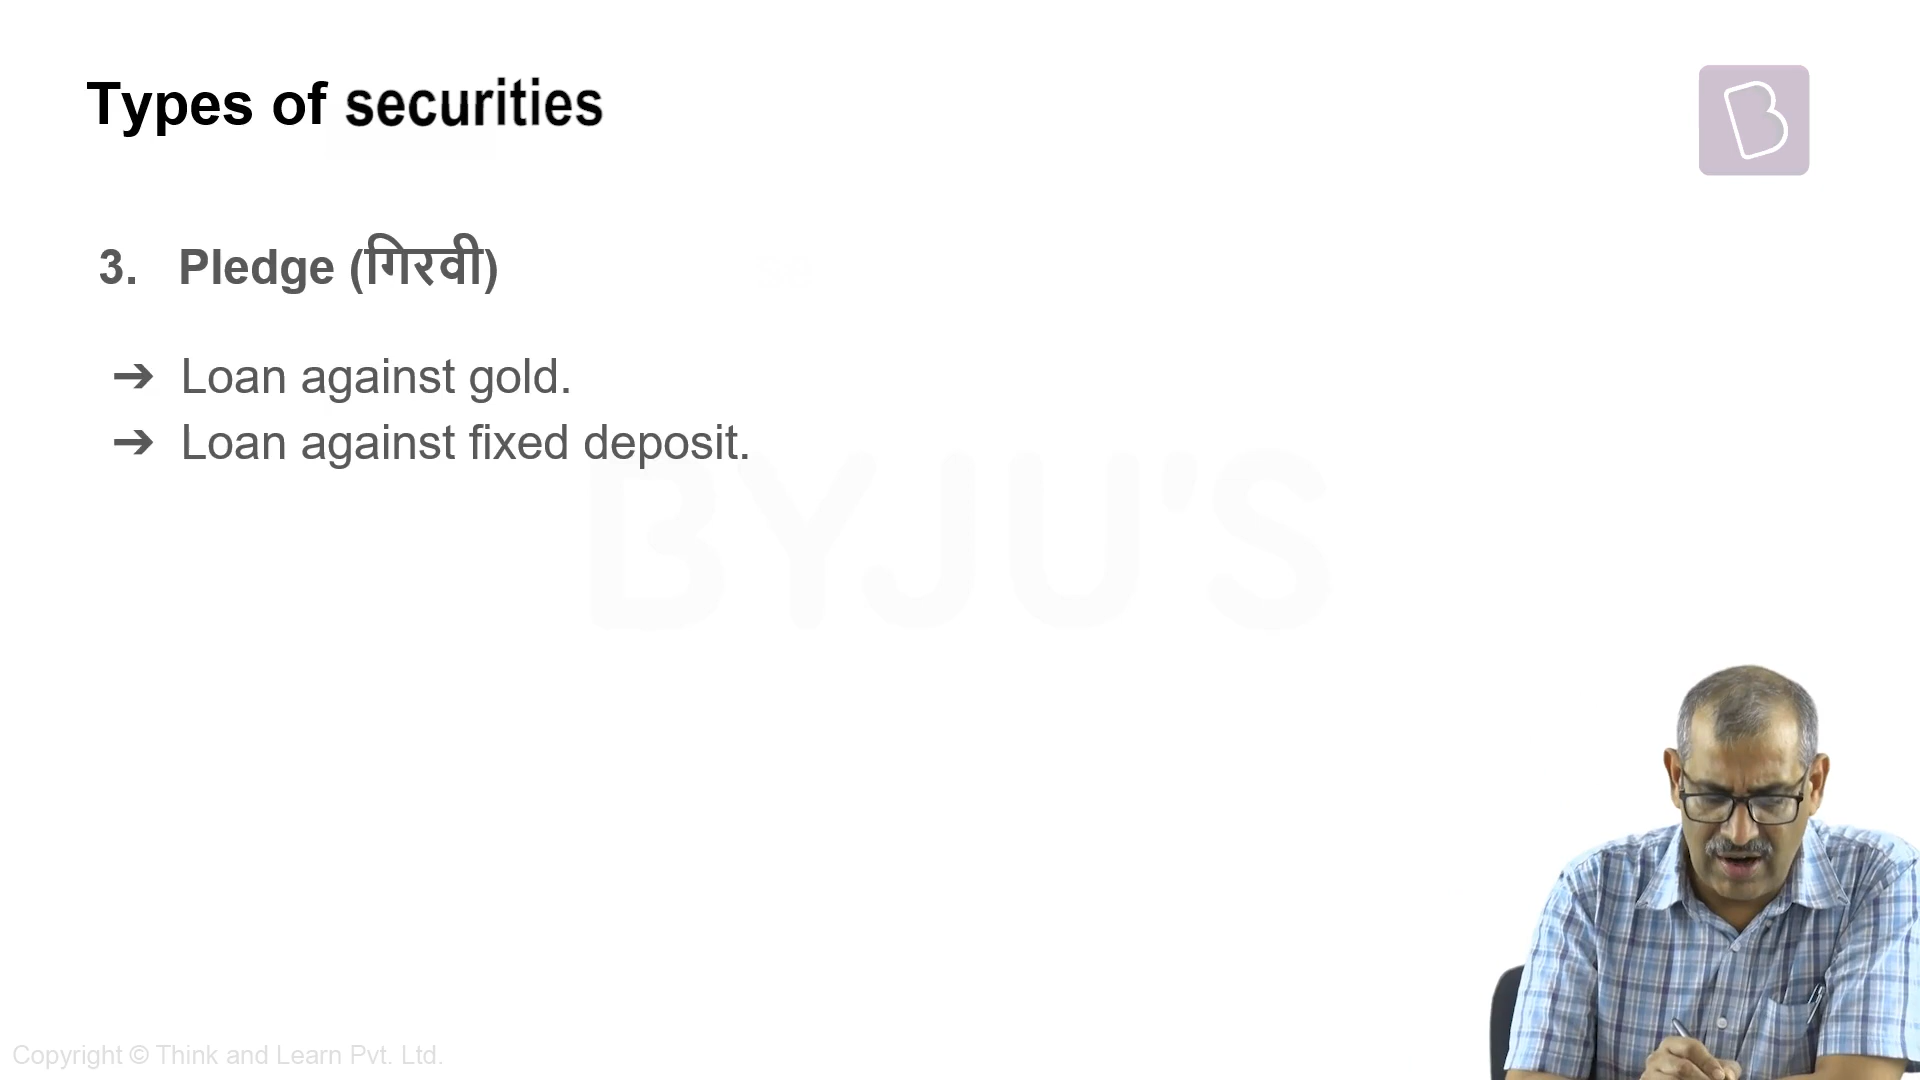 Types of securities
3. Pledge (गिरवी)
➔ Loan against gold.
➔ Loan against fixed deposit.
BYJU'S
Copyright © Think and Learn Pvt. Ltd.